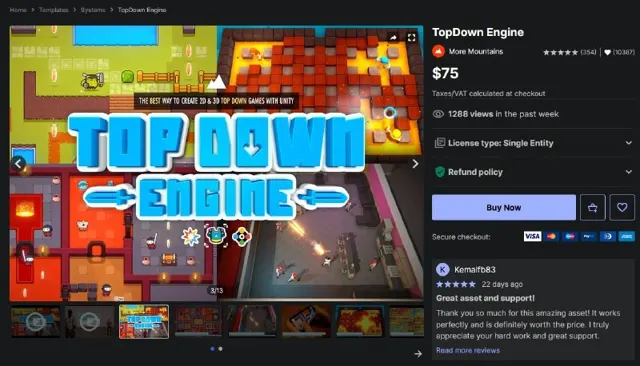 Home > Templates > Systems > TopDown Engine
THE BEST WAY TO CREATE 2D & 3D TOP DOWN GAMES WITH UNITY
TOP DOWN
ENGINE
3/13
TOP DOWN
ENGINE
TopDown Engine
More Mountains
(354) | (10387)
$75
Taxes/VAT calculated at checkout
1288 views in the past week
License type: Single Entity
Refund policy
Buy Now
Secure checkout:
VISA
K
Kemalfb83
22 days ago
Great asset and support!
Thank you so much for this amazing asset! It works
perfectly and is definitely worth the price. I truly
appreciate your hard work and great support.
Read more reviews